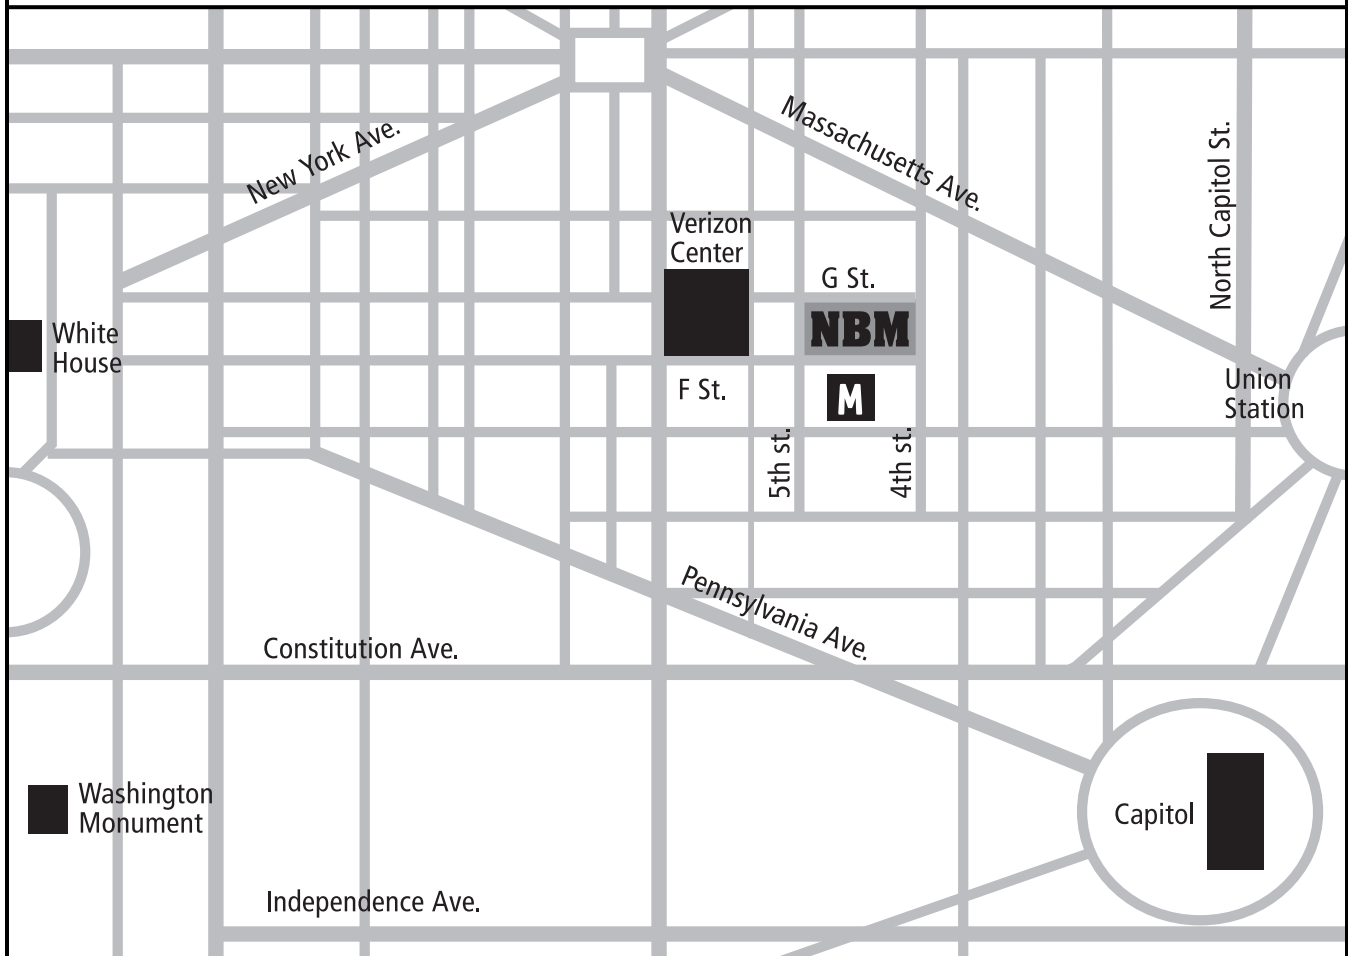 New York Ave.
Massachusetts Ave.
North Capitol St.
Verizon
Center
G St.
NBM
White
House
F St.
M
Union
Station
5th st.
4th st.
Pennsylvania Ave.
Constitution Ave.
Washington
Monument
Capitol
Independence Ave.